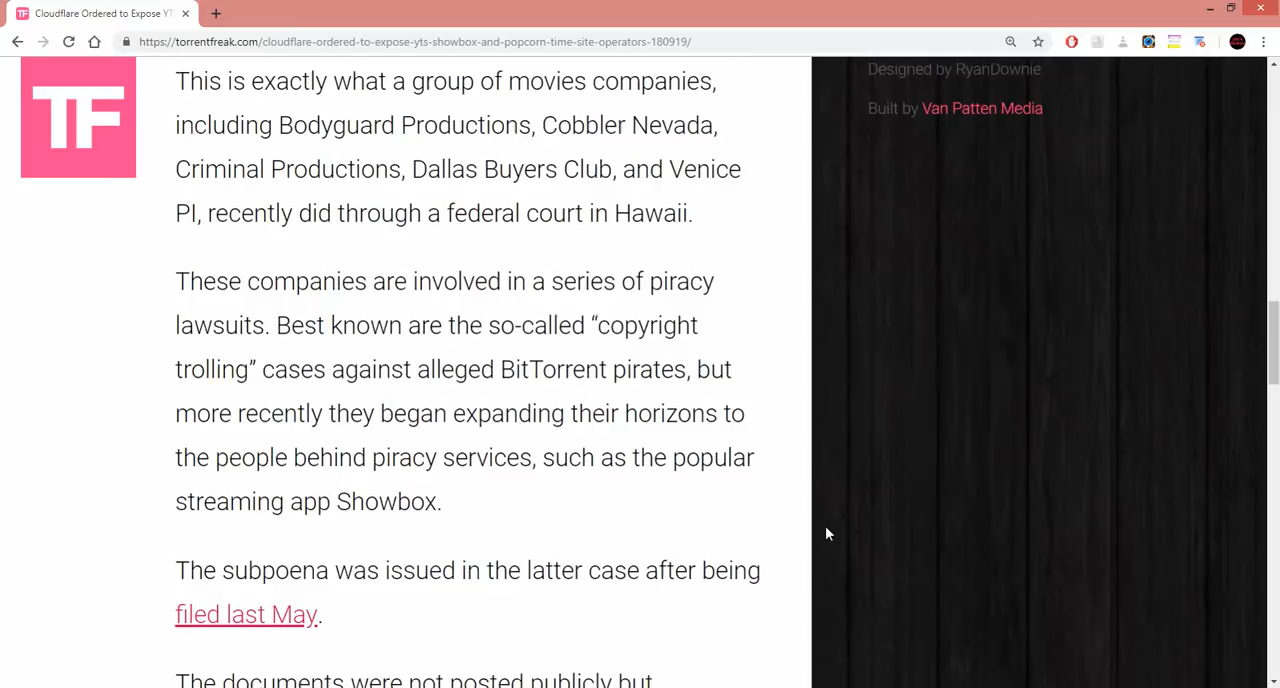 Cloudflare Ordered to Expose YT
https://torrentfreak.com/cloudflare-ordered-to-expose-yts-showbox-and-popcorn-time-site-operators-180919/
TF
This is exactly what a group of movies companies,
including Bodyguard Productions, Cobbler Nevada,
Criminal Productions, Dallas Buyers Club, and Venice
PI, recently did through a federal court in Hawaii.
These companies are involved in a series of piracy
lawsuits. Best known are the so-called “copyright
trolling” cases against alleged BitTorrent pirates, but
more recently they began expanding their horizons to
the people behind piracy services, such as the popular
streaming app Showbox.
The subpoena was issued in the latter case after being
filed last May.
The documents were not posted publicly but
Designed by RyanDownie
Built by Van Patten Media